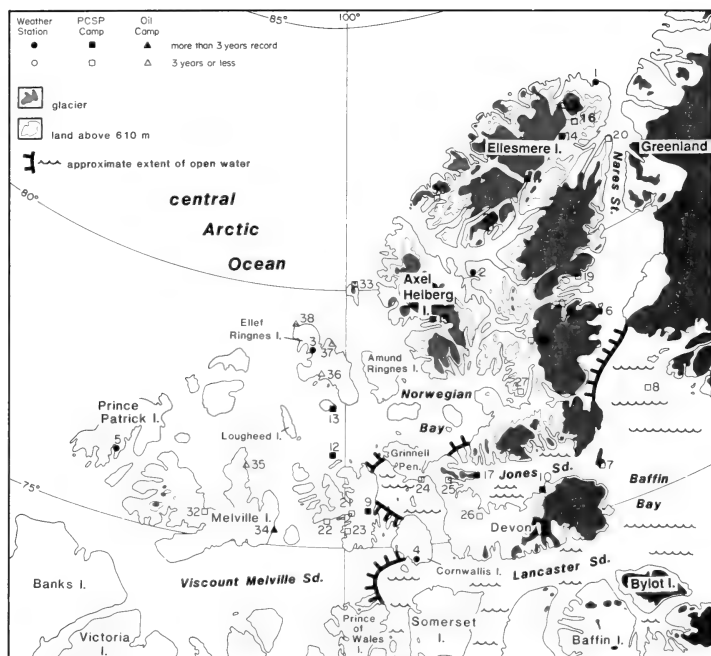 85°
100°
85°
Weather Station
PCSP Camp
Oil Camp
more than 3 years record
3 years or less
glacier
land above 610 m
approximate extent of open water
1
16
14
20
Ellesmere I.
Greenland
Nares St.
80°
central
Arctic
Ocean
2
19
33
Axel
Heiberg
I.
15
6
38
Ellef
Ringnes I.
3
37
36
Amund
Ringnes I.
27
8
Norwegian
Bay
13
Prince
Patrick I.
5
Lougheed I.
12
35
Grinnell
Pen.
17
Jones Sd.
7
24
25
10
Baffin
Bay
75°
32
Melville I.
34
21
9
22
23
26
Devon
I.
4
Cornwallis I.
Lancaster Sd.
Banks I.
Viscount Melville Sd.
Bylot I.
Victoria
I.
Prince
of
Wales
I.
Somerset
I.
Baffin I.